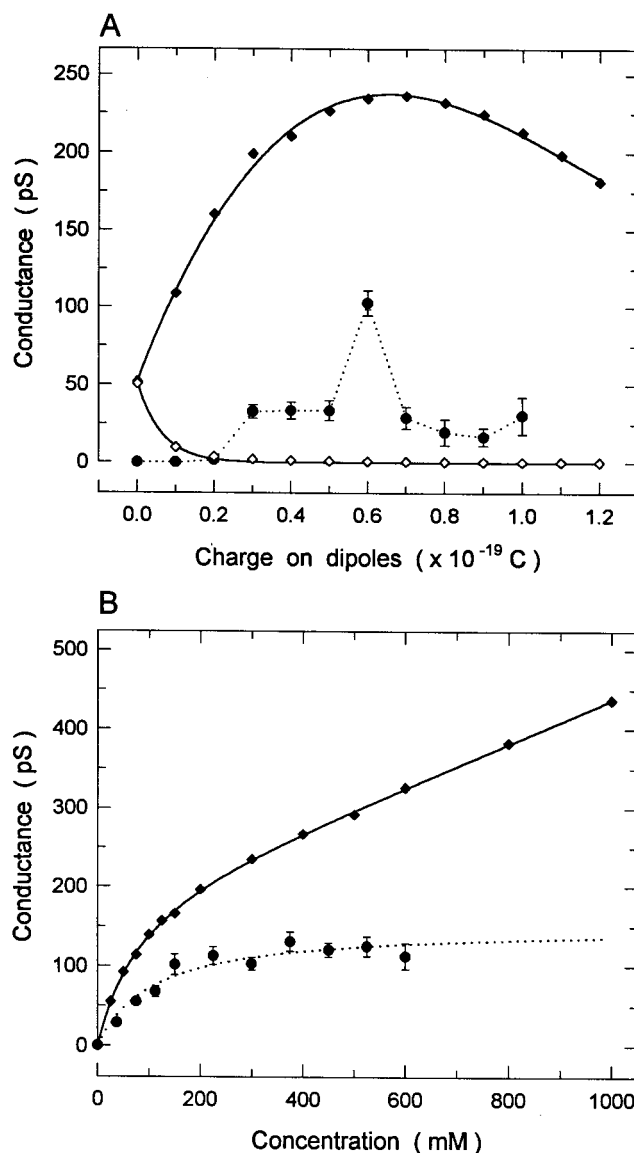 A
Conductance ( pS )
250
200
150
100
50
0
0.0 0.2 0.4 0.6 0.8 1.0 1.2
Charge on dipoles ( x 10 -19 C )
B
Conductance ( pS )
500
400
300
200
100
0
0 200 400 600 800 1000
Concentration ( mM )